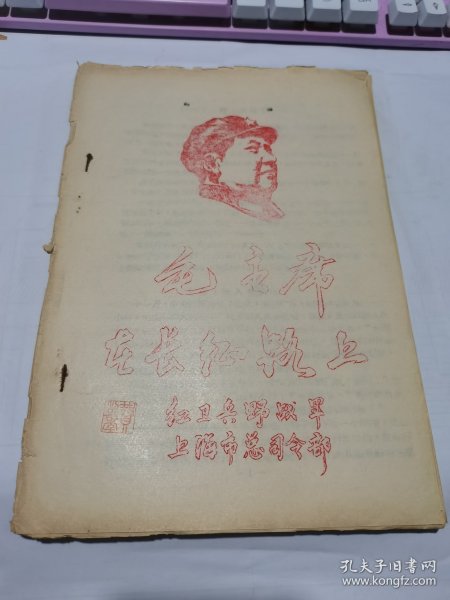 毛主席
在长征轨上
红卫兵野战军
上海市总司令部
孔夫子旧书网
www.kongfz.com